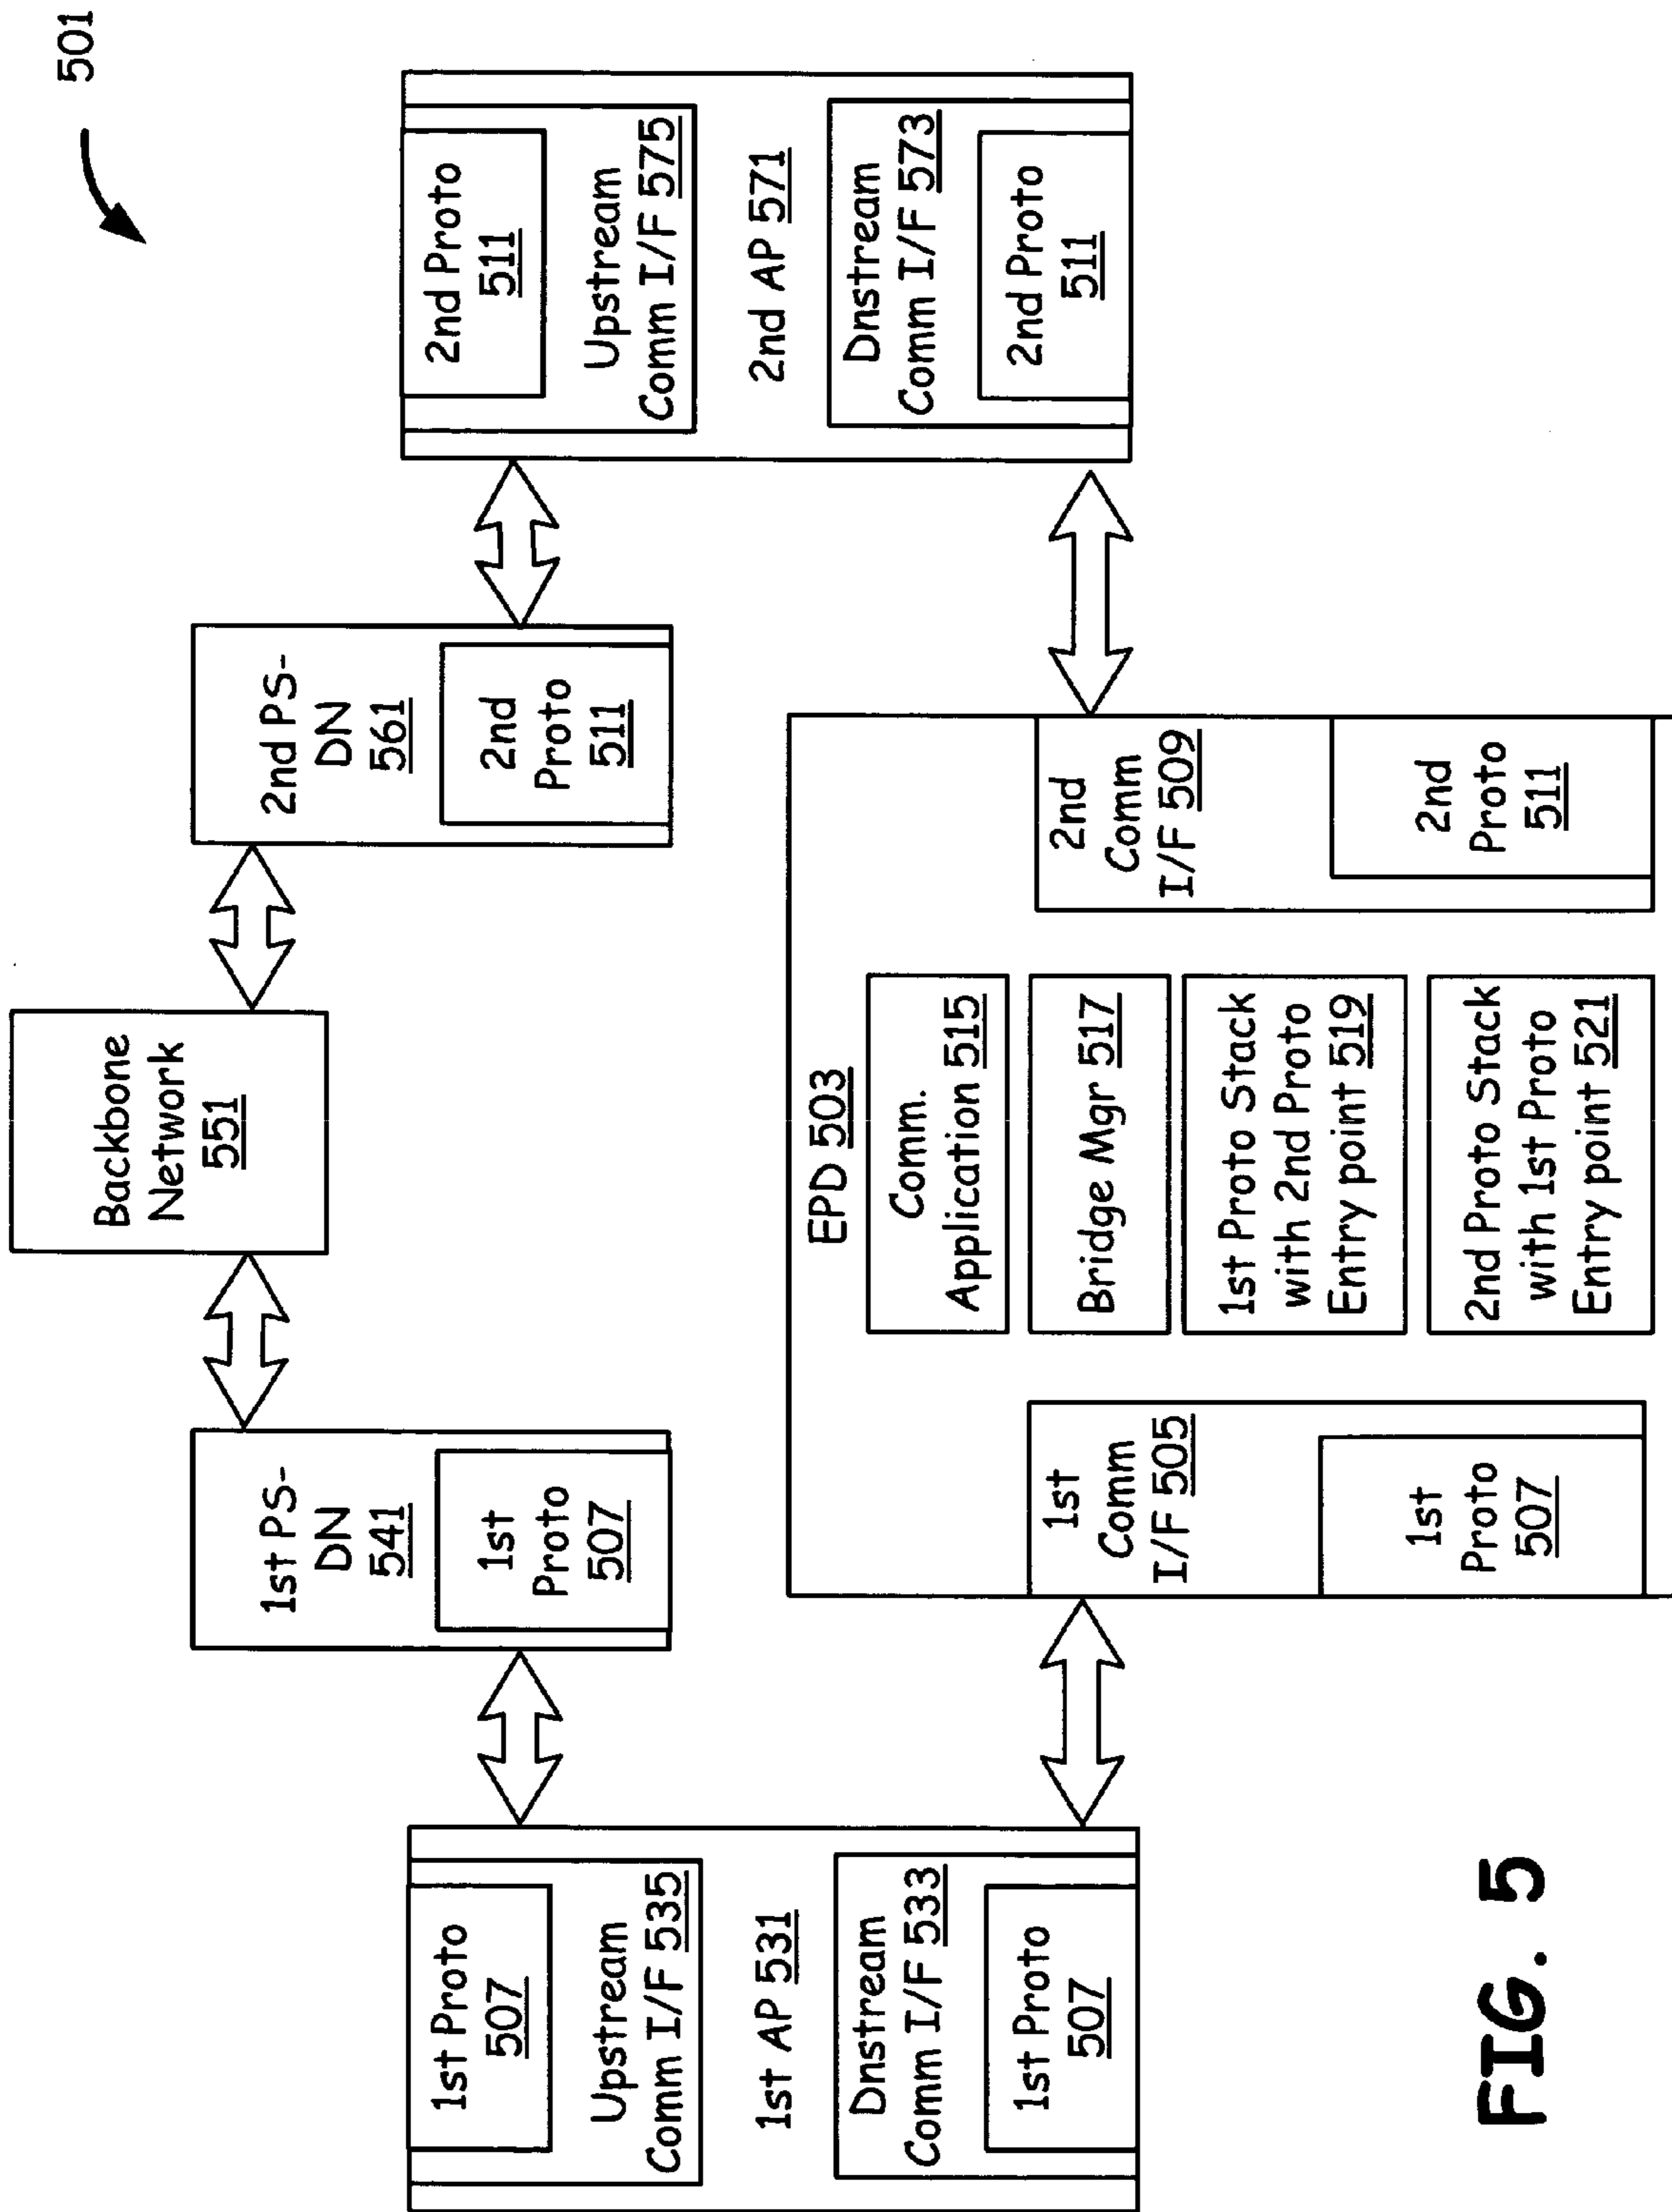 501
Backbone
Network
551
1st PS-
DN
541
1st
Proto
507
2nd PS-
DN
561
2nd
Proto
511
1st Proto
507
Upstream
Comm I/F 535
1st AP 531
Dnstream
Comm I/F 533
1st Proto
507
2nd Proto
511
Upstream
Comm I/F 575
2nd AP 571
Dnstream
Comm I/F 573
2nd Proto
511
EPD 503
1st
Comm
I/F 505
1st
Proto
507
Comm.
Application 515
Bridge Mgr 517
1st Proto Stack
with 2nd Proto
Entry point 519
2nd Proto Stack
with 1st Proto
Entry point 521
2nd
Comm
I/F 509
2nd
Proto
511
FIG. 5